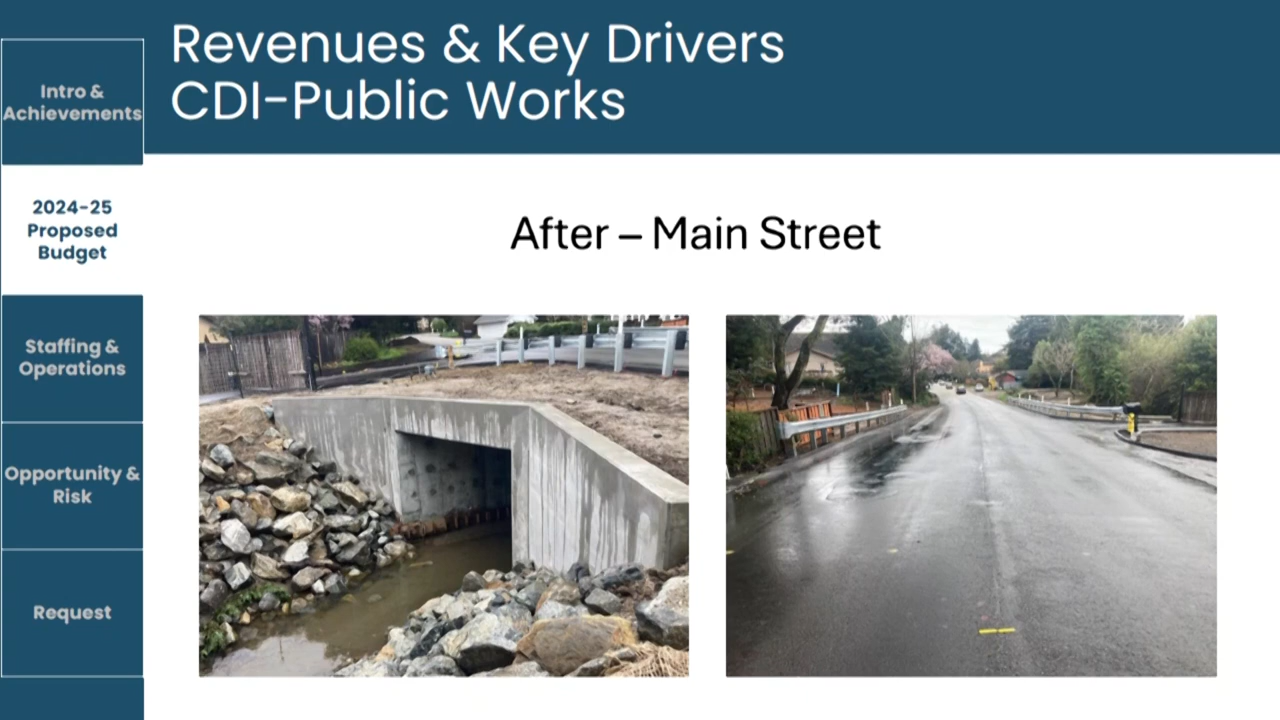 Revenues & Key Drivers
CDI-Public Works
Intro &
Achievements
2024-25
Proposed
Budget
Staffing &
Operations
Opportunity &
Risk
Request
After – Main Street